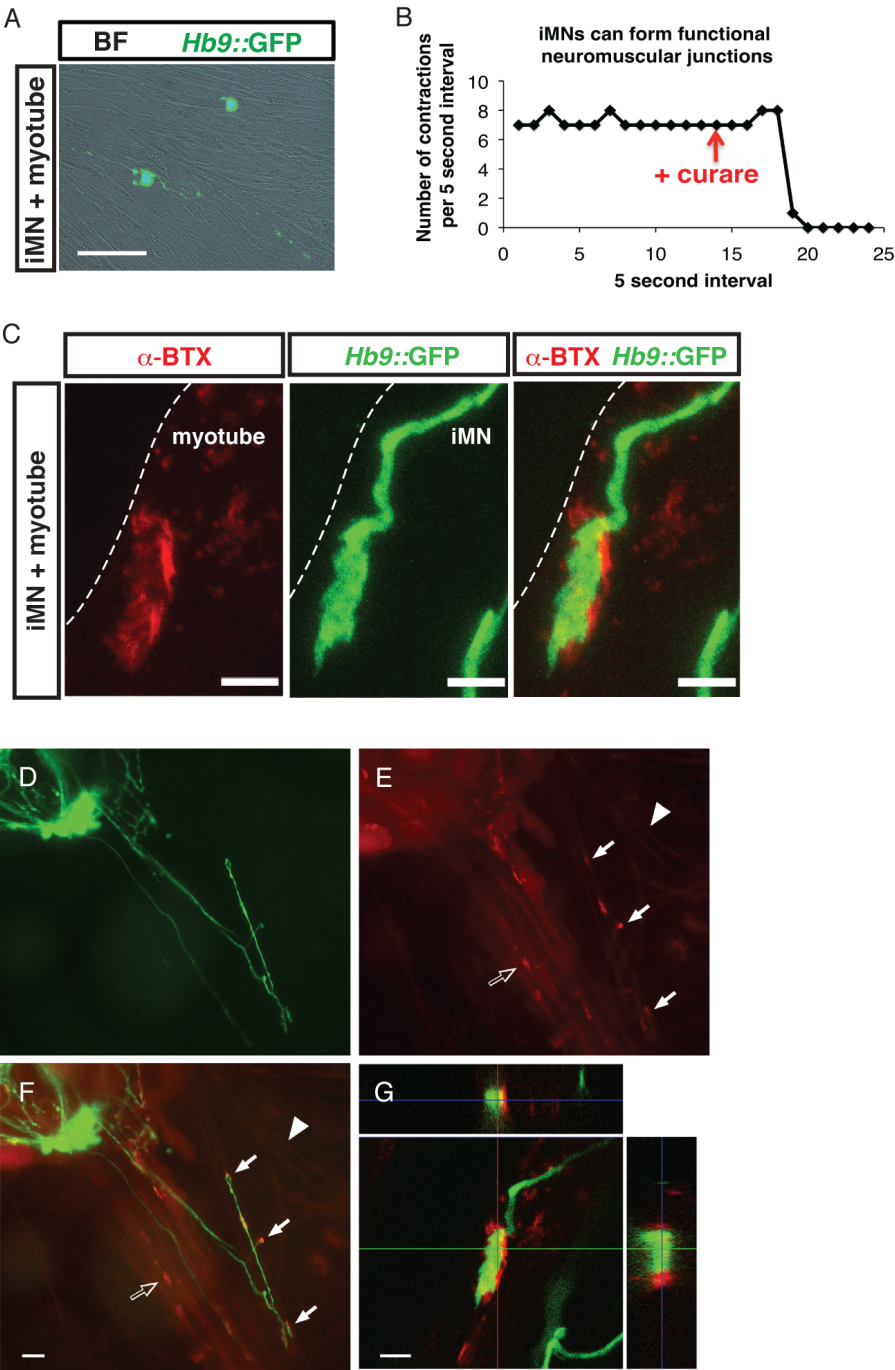 A
BF Hb9::GFP
iMN + myotube
B
iMNs can form functional
neuromuscular junctions
Number of contractions
per 5 second interval
10
8
6
4
2
0
+ curare
0 5 10 15 20 25
5 second interval
C
α-BTX Hb9::GFP α-BTX Hb9::GFP
iMN + myotube
myotube iMN
D E
F G